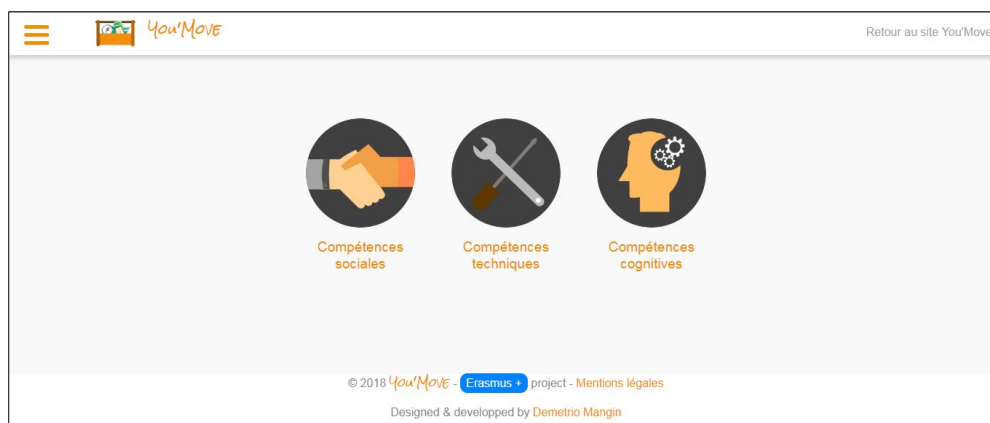 You'Move
Retour au site You'Move
Compétences
sociales
Compétences
techniques
Compétences
cognitives
© 2018 You'Move - Erasmus + project - Mentions légales
Designed & developped by Demetrio Mangin